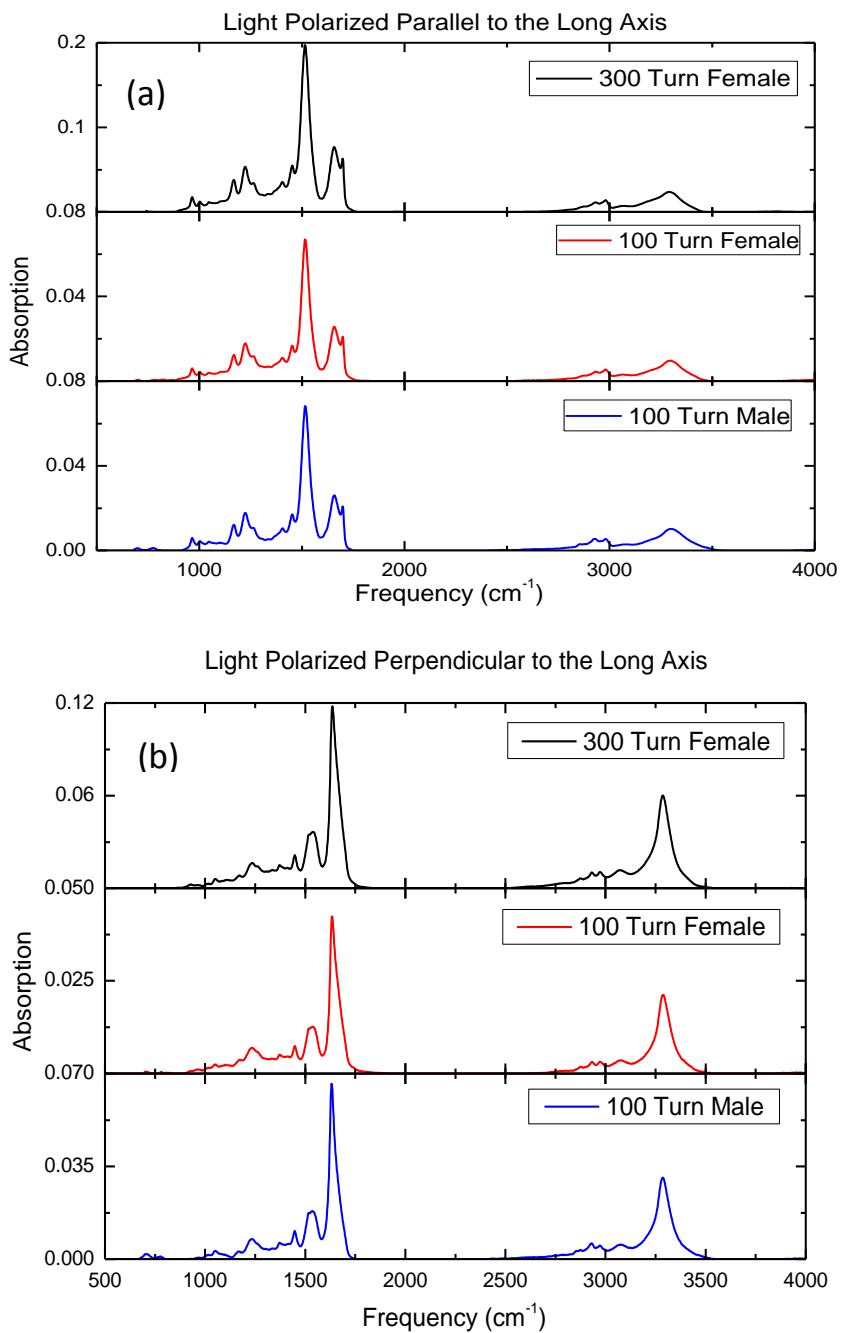 Light Polarized Parallel to the Long Axis
(a)
0.2
0.1
0.08
0.04
0.08
0.04
0.00
300 Turn Female
100 Turn Female
100 Turn Male
Absorption
1000 2000 3000 4000
Frequency (cm-1)
Light Polarized Perpendicular to the Long Axis
(b)
0.12
0.06
0.050
0.025
0.070
0.035
0.000
300 Turn Female
100 Turn Female
100 Turn Male
Absorption
500 1000 1500 2000 2500 3000 3500 4000
Frequency (cm-1)